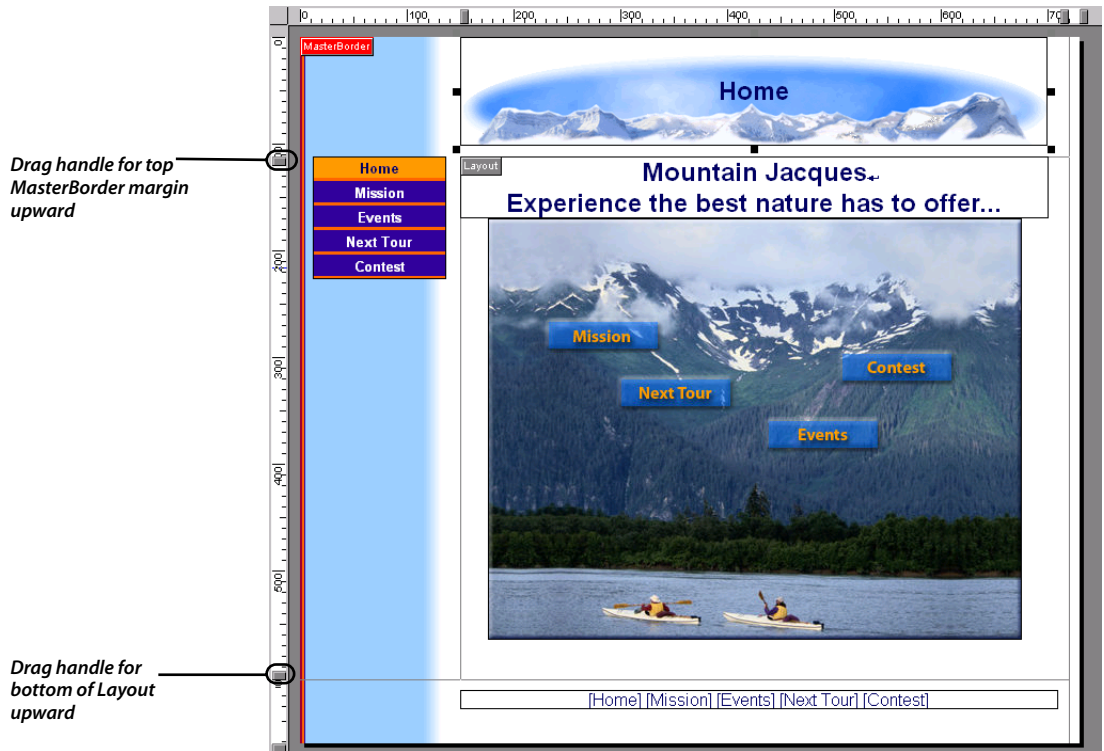 0 100 200 300 400 500 600 700
0
MasterBorder
Home
Drag handle for top
MasterBorder margin
upward
Home
Mission
Events
Next Tour
Contest
Layout
Mountain Jacques↵
Experience the best nature has to offer...
200
Mission
Contest
300
Next Tour
Events
400
500
Drag handle for
bottom of Layout
upward
[Home] [Mission] [Events] [Next Tour] [Contest]